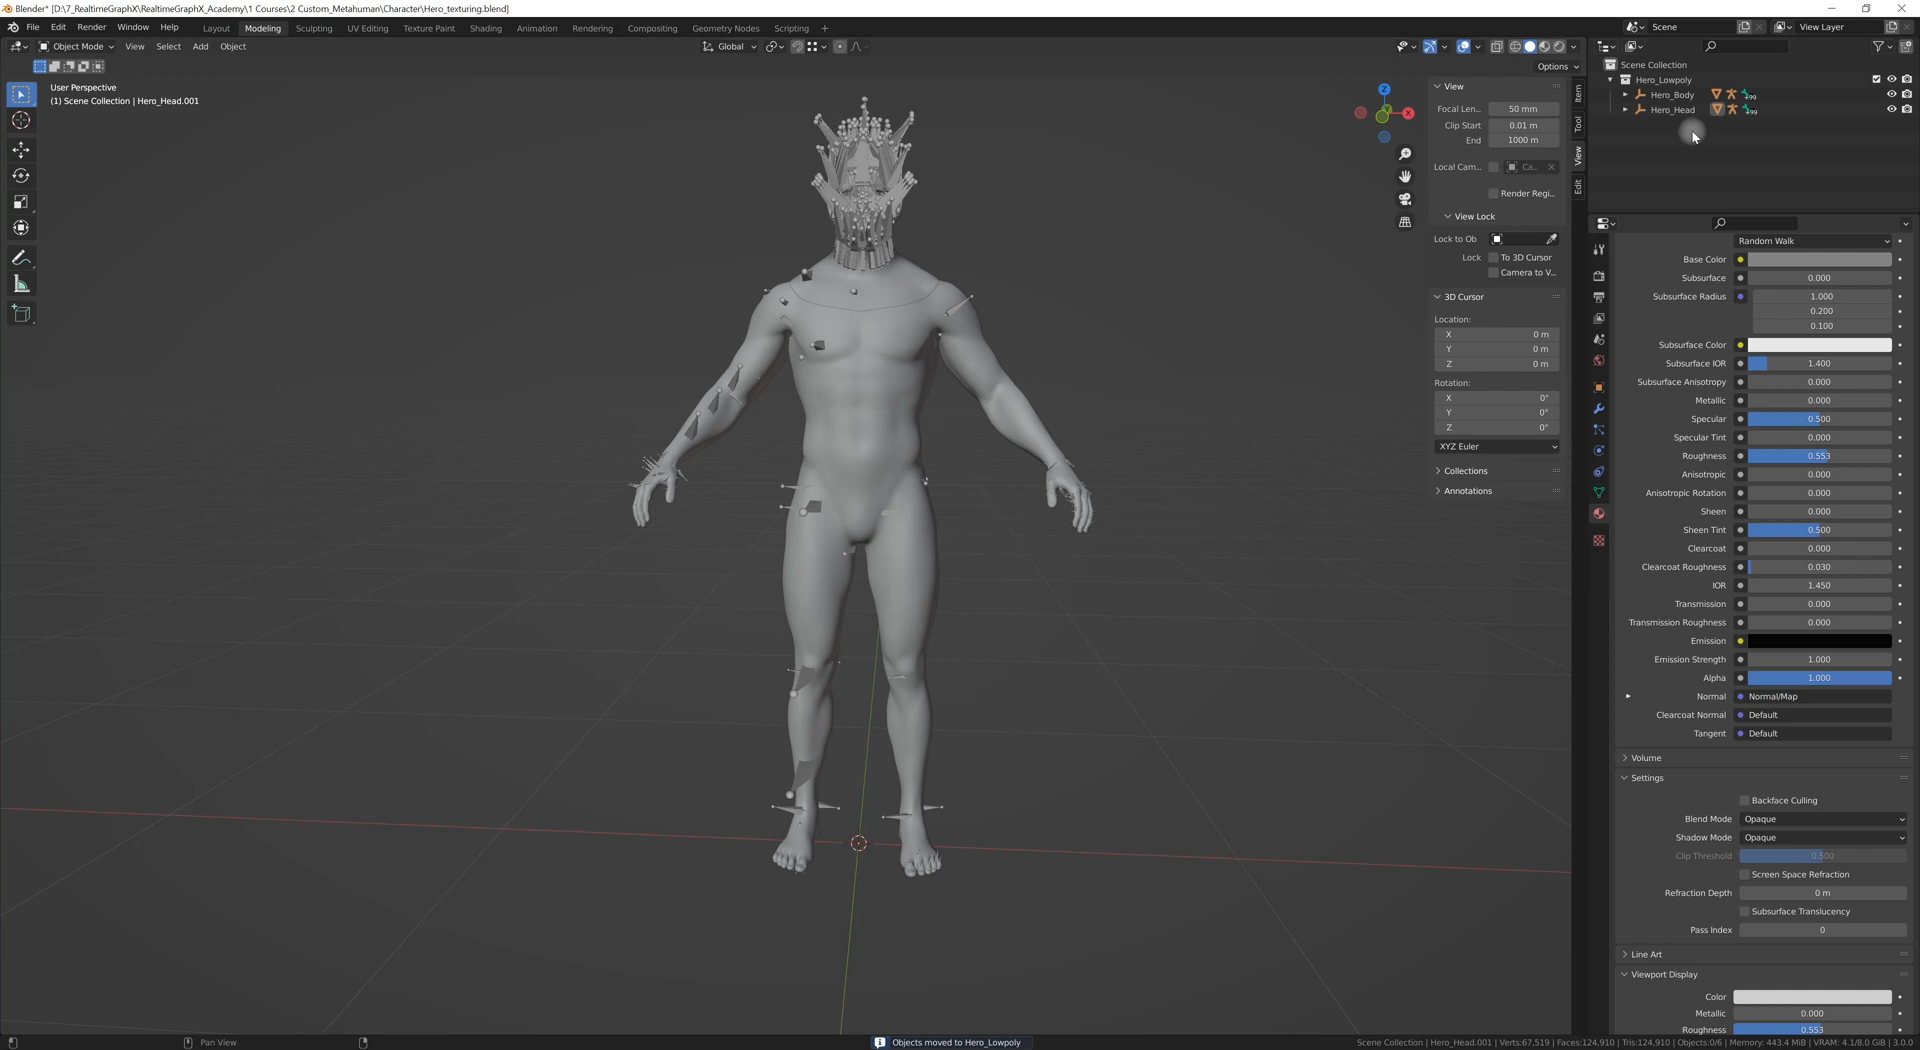 Blender* [D:\7_RealtimeGraphX\RealtimeGraphX_Academy\1 Courses\2 Custom_Metahuman\Character\Hero_texturing.blend]
File Edit Render Window Help Layout Modeling Sculpting UV Editing Texture Paint Shading Animation Rendering Compositing Geometry Nodes Scripting + Scene View Layer
Object Mode View Select Add Object Global
Options
User Perspective
(1) Scene Collection | Hero_Head.001
Scene Collection
Hero_Lowpoly
Hero_Body +99
Hero_Head +99
Z
X
Y
Item
Tool
View
Edit
View
Focal Len... 50 mm
Clip Start 0.01 m
End 1000 m
Local Cam... Ca...
Render Regi...
View Lock
Lock to Ob
Lock To 3D Cursor
Camera to V...
3D Cursor
Location:
X 0 m
Y 0 m
Z 0 m
Rotation:
X 0°
Y 0°
Z 0°
XYZ Euler
Collections
Annotations
Random Walk
Base Color
Subsurface 0.000
Subsurface Radius 1.000
0.200
0.100
Subsurface Color
Subsurface IOR 1.400
Subsurface Anisotropy 0.000
Metallic 0.000
Specular 0.500
Specular Tint 0.000
Roughness 0.553
Anisotropic 0.000
Anisotropic Rotation 0.000
Sheen 0.000
Sheen Tint 0.500
Clearcoat 0.000
Clearcoat Roughness 0.030
IOR 1.450
Transmission 0.000
Transmission Roughness 0.000
Emission
Emission Strength 1.000
Alpha 1.000
Normal Normal/Map
Clearcoat Normal Default
Tangent Default
Volume
Settings
Backface Culling
Blend Mode Opaque
Shadow Mode Opaque
Clip Threshold 0.500
Screen Space Refraction
Refraction Depth 0 m
Subsurface Translucency
Pass Index 0
Line Art
Viewport Display
Color
Metallic 0.000
Roughness 0.553
Pan View Objects moved to Hero_Lowpoly Scene Collection | Hero_Head.001 | Verts:67,519 | Faces:124,910 | Tris:124,910 | Objects:0/6 | Memory: 443.4 MiB | VRAM: 4.1/8.0 GiB | 3.0.0